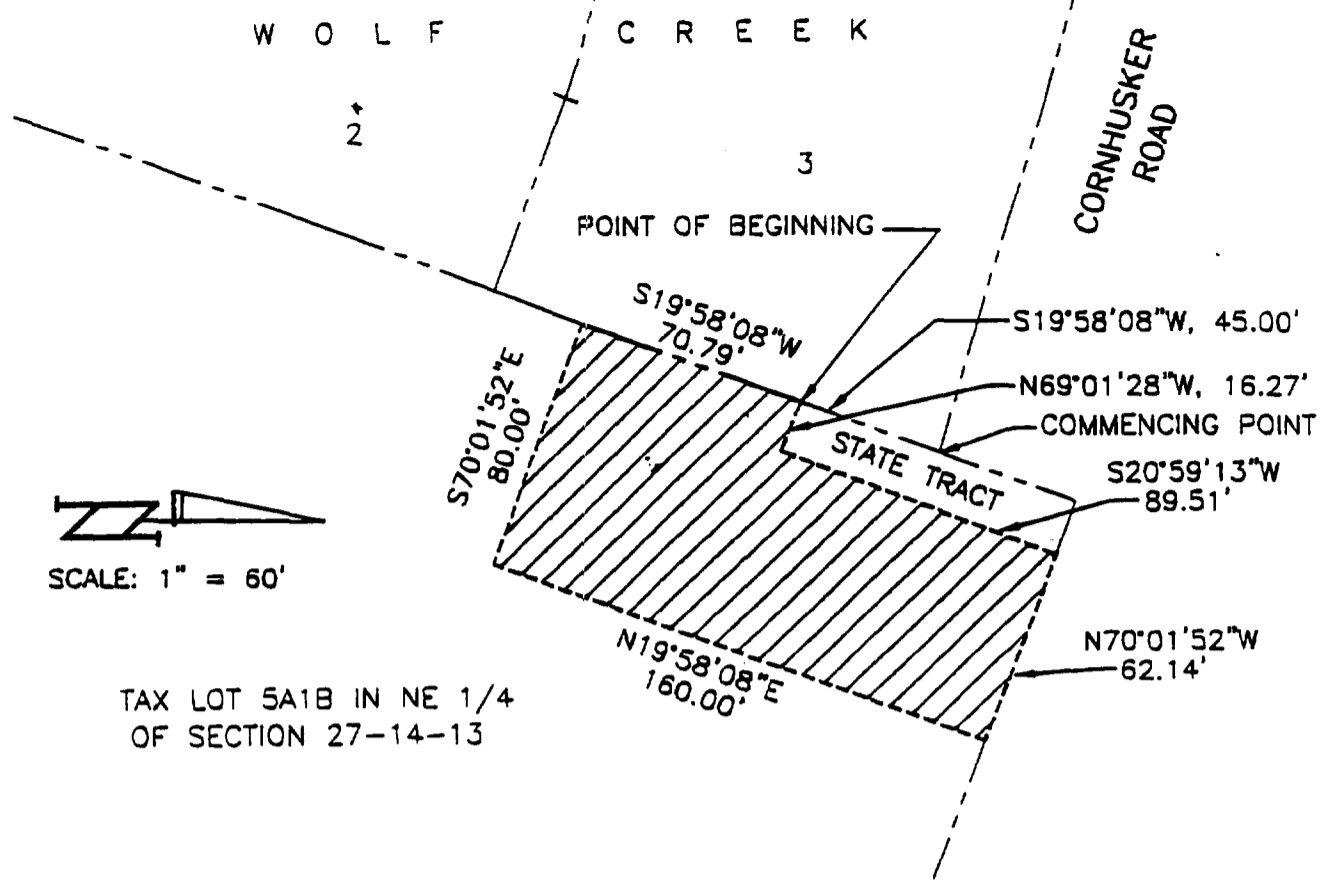 WOLF CREEK
2
3
CORNHUSKER
ROAD
POINT OF BEGINNING
S19°58'08"W
70.79'
S19°58'08"W, 45.00'
N69°01'28"W, 16.27'
COMMENCING POINT
STATE TRACT
S20°59'13"W
89.51'
S70°01'52"E
80.00'
SCALE: 1" = 60'
N19°58'08"E
160.00'
N70°01'52"W
62.14'
TAX LOT 5A1B IN NE 1/4
OF SECTION 27-14-13